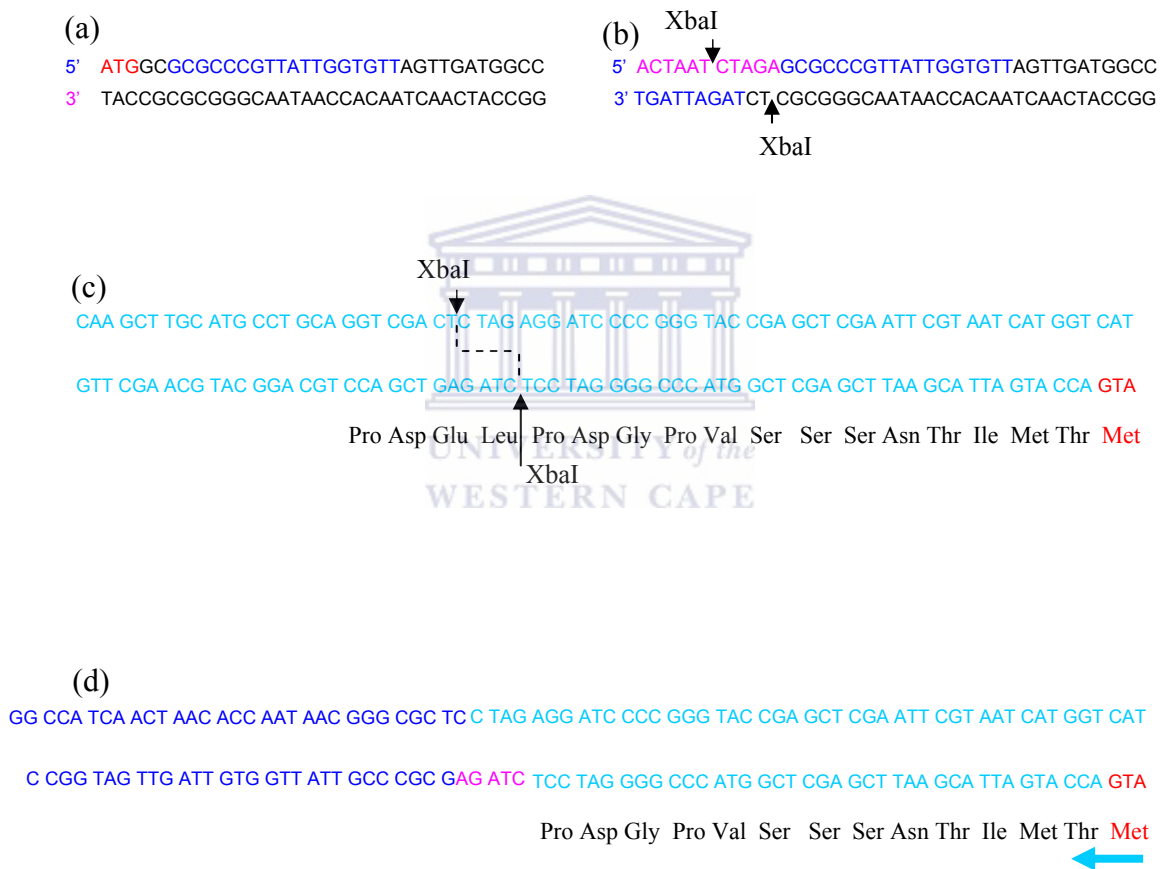 (a)
5' ATGGCGCGCCCGTTATTGGTGTTAGTTGATGGCC
3' TACCGCGCGGGCAATAACCACAATCAACTACCGG
(b)
XbaI
5' ACTAAT CTAGAGCGCCCGTTATTGGTGTTAGTTGATGGCC
3' TGATTAGATCT CGCGGGCAATAACCACAATCAACTACCGG
XbaI
(c)
XbaI
CAA GCT TGC ATG CCT GCA GGT CGA CTC TAG AGG ATC CCC GGG TAC CGA GCT CGA ATT CGT AAT CAT GGT CAT
GTT CGA ACG TAC GGA CGT CCA GCT GAG ATC TCC TAG GGG CCC ATG GCT CGA GCT TAA GCA TTA GTA CCA GTA
Pro Asp Glu Leu Pro Asp Gly Pro Val Ser Ser Ser Asn Thr Ile Met Thr Met
XbaI
UNIVERSITY of the
WESTERN CAPE
(d)
GG CCA TCA ACT AAC ACC AAT AAC GGG CGC TC C TAG AGG ATC CCC GGG TAC CGA GCT CGA ATT CGT AAT CAT GGT CAT
C CGG TAG TTG ATT GTG GTT ATT GCC CGC GAG ATC TCC TAG GGG CCC ATG GCT CGA GCT TAA GCA TTA GTA CCA GTA
Pro Asp Gly Pro Val Ser Ser Ser Asn Thr Ile Met Thr Met